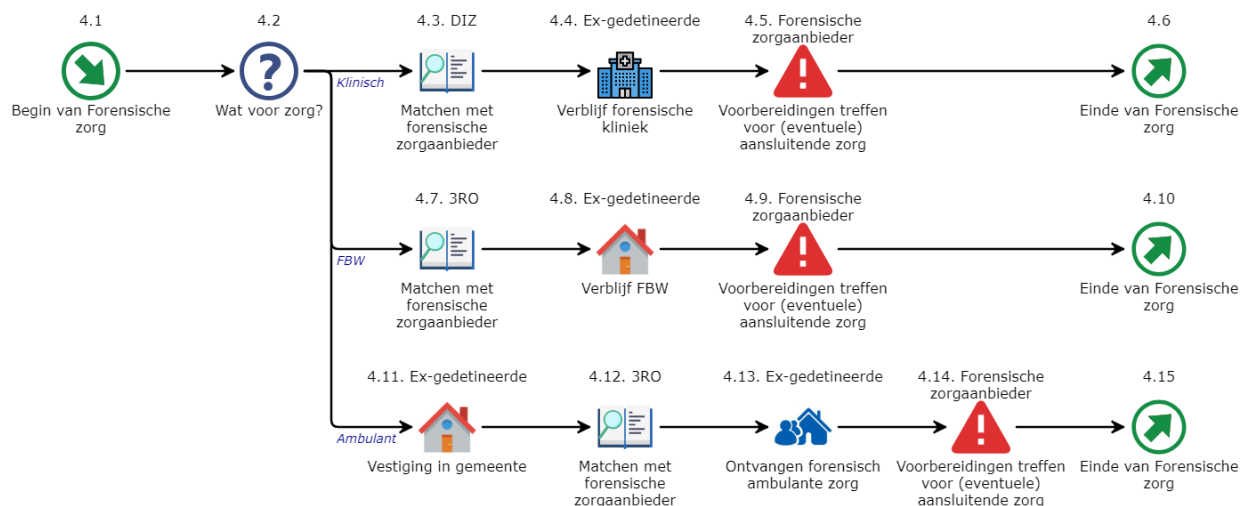 4.1
Begin van Forensische
zorg
4.2
Wat voor zorg?
Klinisch
4.3. DIZ
Matchen met
forensische
zorgaanbieder
4.4. Ex-gedetineerde
Verblijf forensische
kliniek
4.5. Forensische
zorgaanbieder
Voorbereidingen treffen
voor (eventuele)
aansluitende zorg
4.6
Einde van Forensische
zorg
FBW
4.7. 3RO
Matchen met
forensische
zorgaanbieder
4.8. Ex-gedetineerde
Verblijf FBW
4.9. Forensische
zorgaanbieder
Voorbereidingen treffen
voor (eventuele)
aansluitende zorg
4.10
Einde van Forensische
zorg
Ambulant
4.11. Ex-gedetineerde
Vestiging in gemeente
4.12. 3RO
Matchen met
forensische
zorgaanbieder
4.13. Ex-gedetineerde
Ontvangen forensisch
ambulante zorg
4.14. Forensische
zorgaanbieder
Voorbereidingen treffen
voor (eventuele)
aansluitende zorg
4.15
Einde van Forensische
zorg